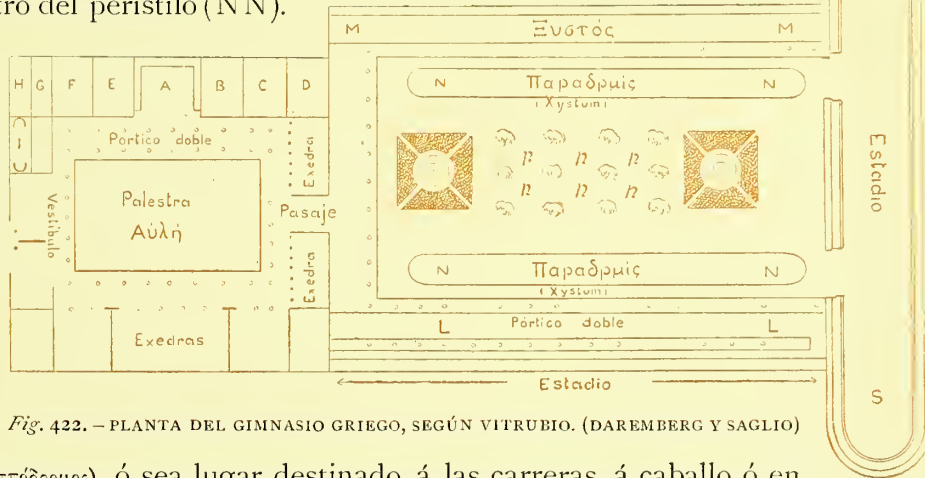 tro del peristilo (NN).
M Ξυστός M
H G F E A B C D
N Παραδρμίς N
(Xystum)
Pórtico doble
Exedra
n n n
n n n
Estadio
Palestra
Αὐλή
Vestíbulo
Pasaje
Exedra
N Παραδρμίς N
(Xystum)
L Pórtico doble L
Exedras
Estadio
S
Fig. 422. – PLANTA DEL GIMNASIO GRIEGO, SEGÚN VITRUBIO. (DAREMBERG Y SAGLIO)
ó sea lugar destinado á las carreras á caballo ó en